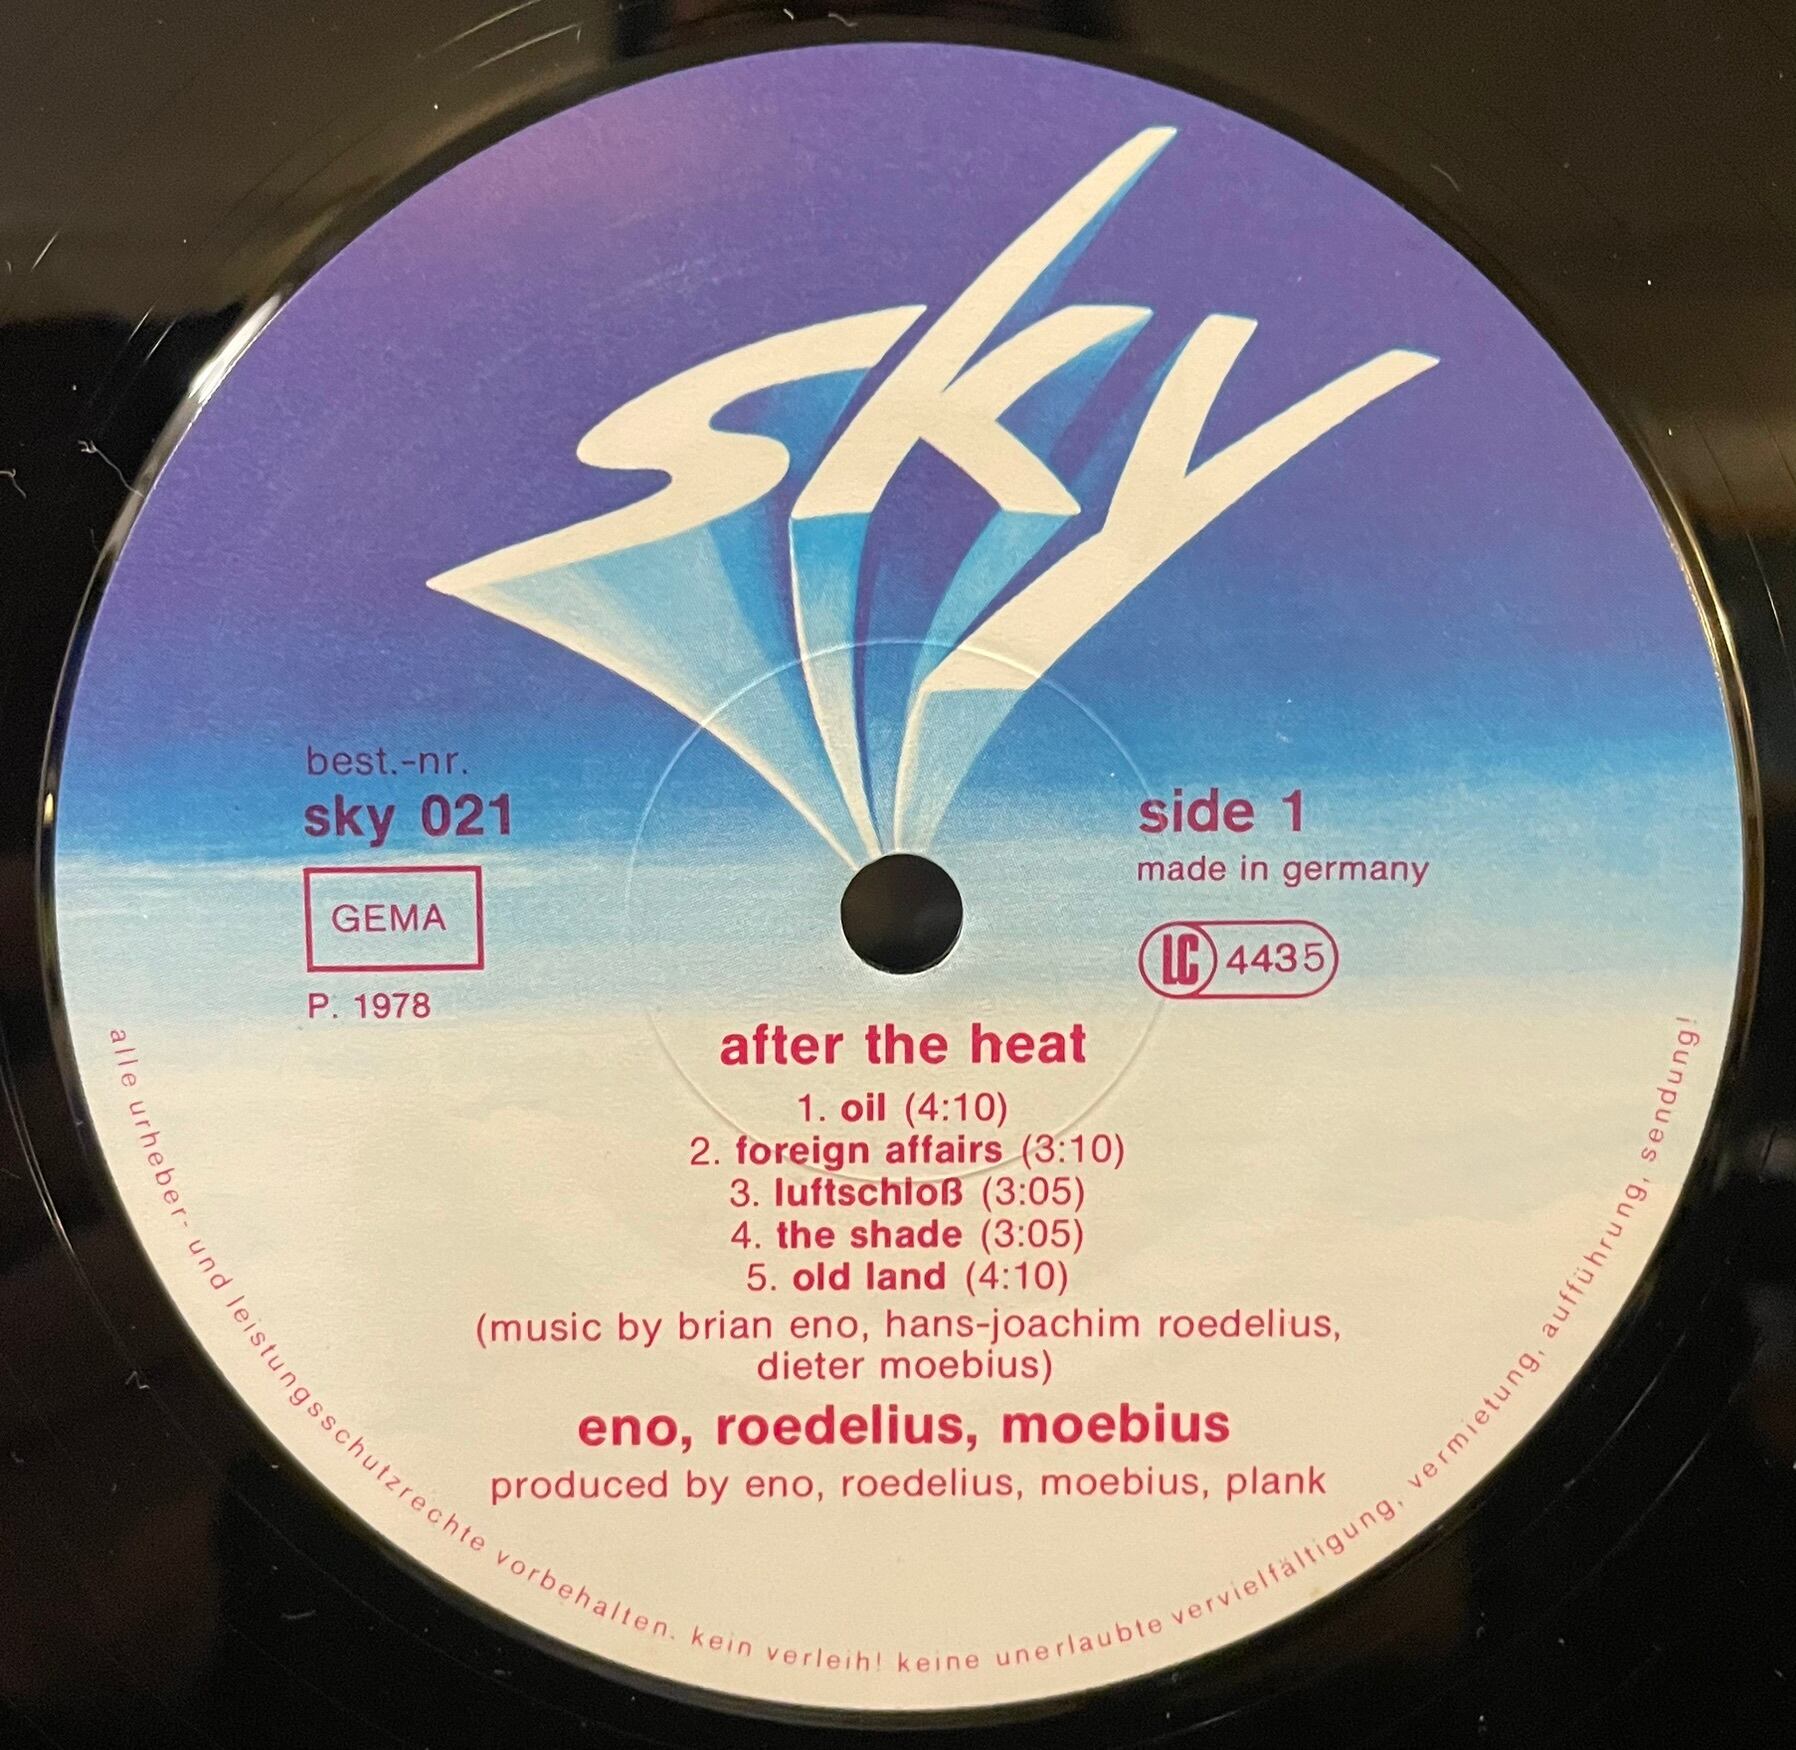 sky
best.-nr.
sky 021
GEMA
P. 1978
side 1
made in germany
LC 4435
after the heat
1. oil (4:10)
2. foreign affairs (3:10)
3. luftschloß (3:05)
4. the shade (3:05)
5. old land (4:10)
(music by brian eno, hans-joachim roedelius,
dieter moebius)
eno, roedelius, moebius
produced by eno, roedelius, moebius, plank
alle urheber- und leistungsschutzrechte vorbehalten. kein verleih! keine unerlaubte vervielfältigung, vermietung, aufführung, sendung!